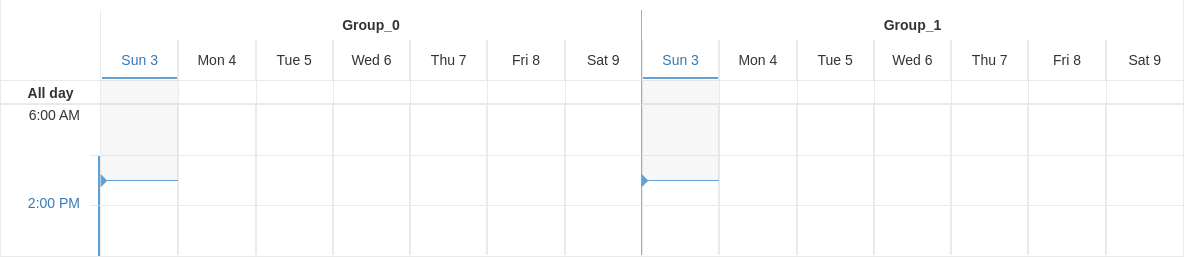 Group_0 Group_1
Sun 3 Mon 4 Tue 5 Wed 6 Thu 7 Fri 8 Sat 9 Sun 3 Mon 4 Tue 5 Wed 6 Thu 7 Fri 8 Sat 9
All day
6:00 AM
2:00 PM